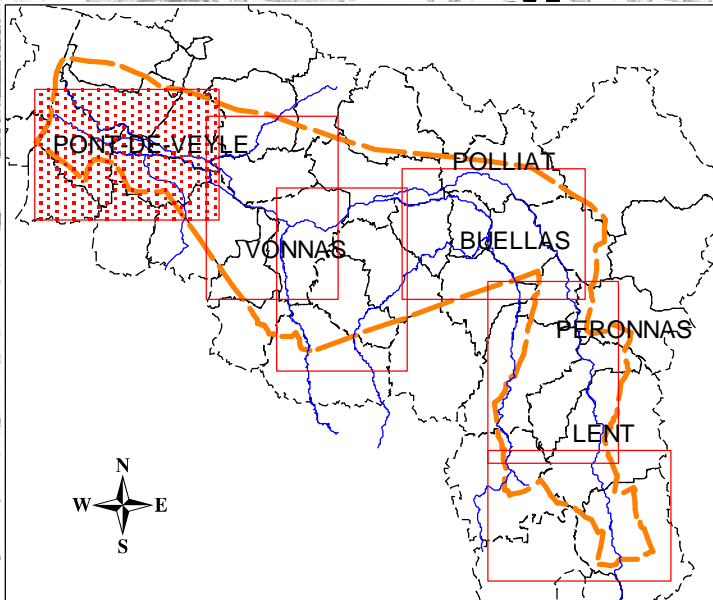 PONT-DE-VEYLE
POLLIAT
VONNAS
BUELLAS
PERONNAS
LENT
N
W E
S